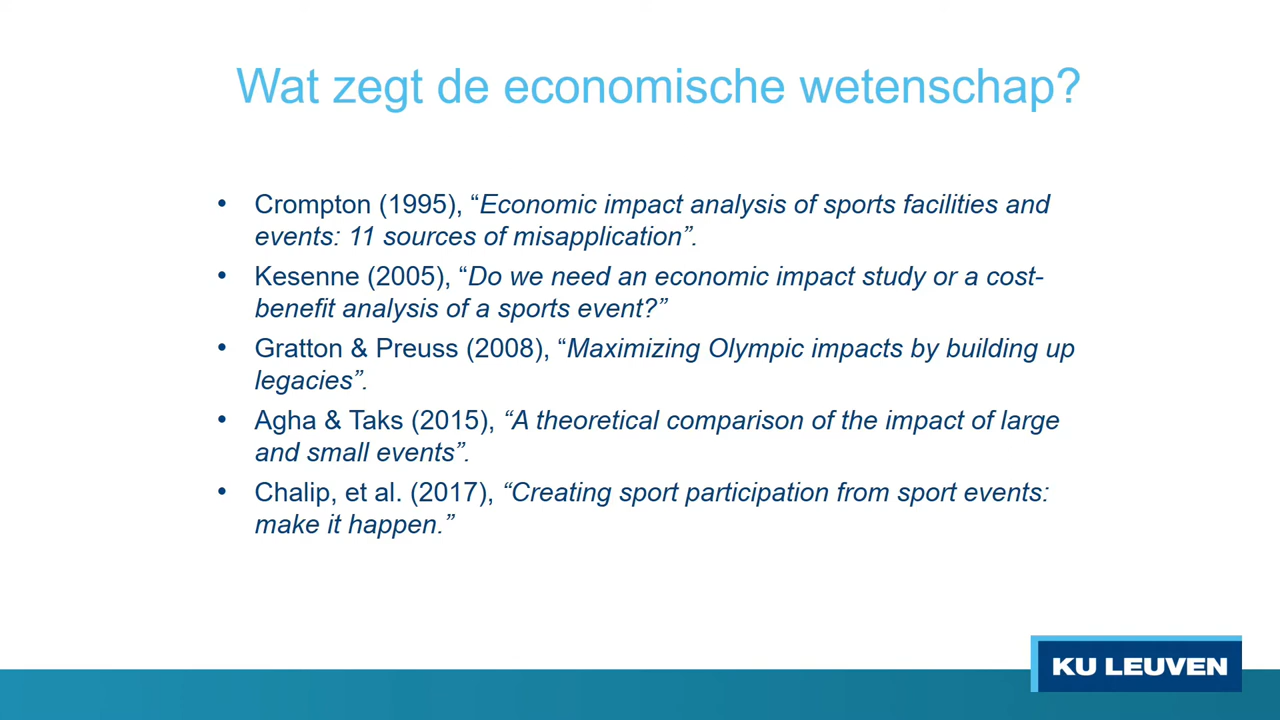 Wat zegt de economische wetenschap?
• Crompton (1995), “Economic impact analysis of sports facilities and
events: 11 sources of misapplication”.
• Kesenne (2005), “Do we need an economic impact study or a cost-
benefit analysis of a sports event?”
• Gratton & Preuss (2008), “Maximizing Olympic impacts by building up
legacies”.
• Agha & Taks (2015), “A theoretical comparison of the impact of large
and small events”.
• Chalip, et al. (2017), “Creating sport participation from sport events:
make it happen.”
KU LEUVEN